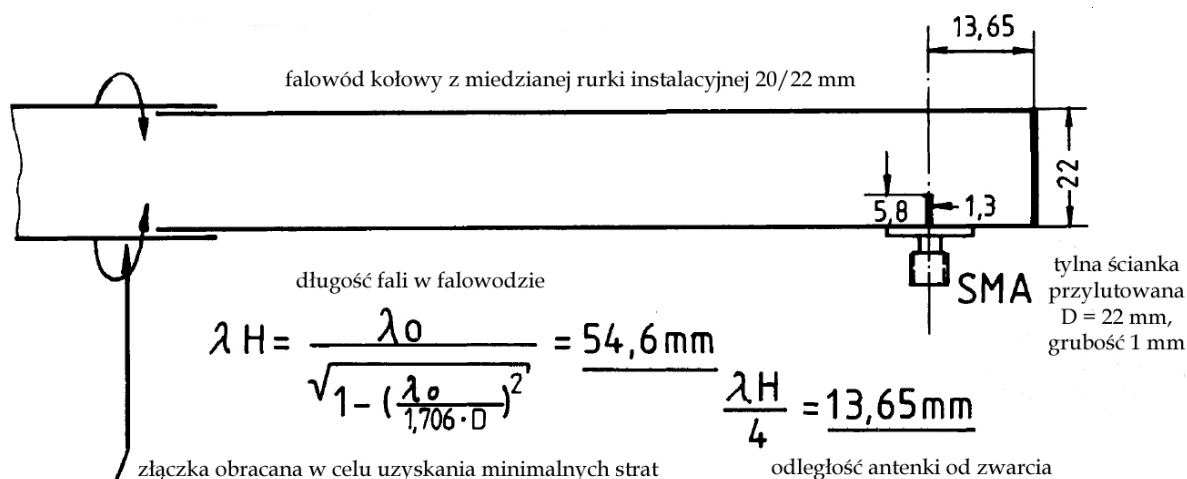 13,65
falowód kołowy z miedzianej rurki instalacyjnej 20/22 mm
22
5,8
1,3
SMA
tylna ścianka
przylutowana
D = 22 mm,
grubość 1 mm
długość fali w falowodzie
λH = λo / √1-(λo / 1,706·D)² = 54,6mm
λH / 4 = 13,65mm
złączka obracana w celu uzyskania minimalnych strat
odległość antenki od zwarcia